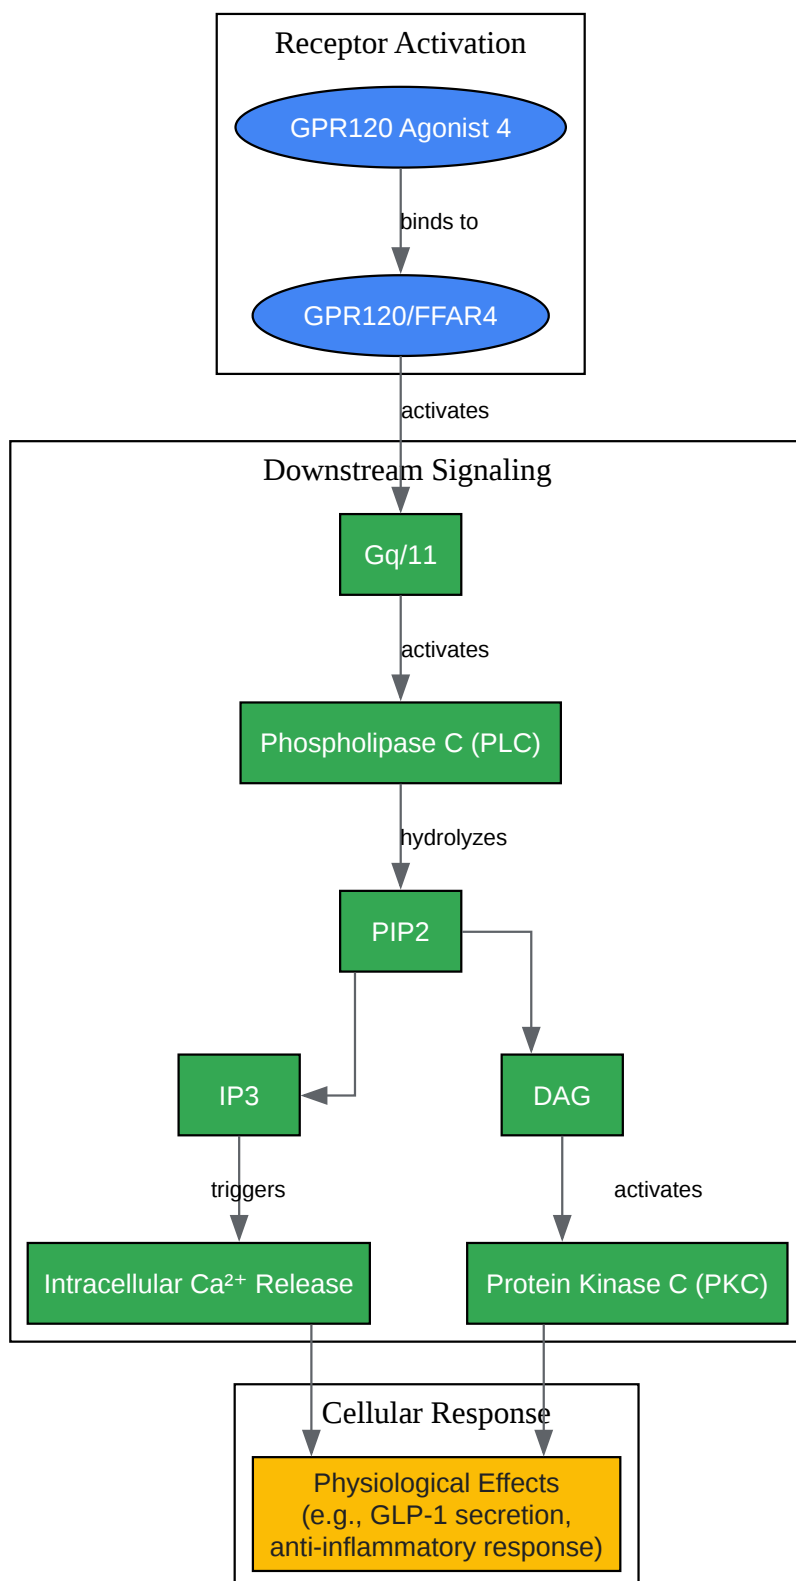 Receptor Activation
GPR120 Agonist 4
binds to
GPR120/FFAR4
activates
Downstream Signaling
Gq/11
activates
Phospholipase C (PLC)
hydrolyzes
PIP2
IP3
DAG
triggers
activates
Intracellular Ca²⁺ Release
Protein Kinase C (PKC)
Cellular Response
Physiological Effects
(e.g., GLP-1 secretion,
anti-inflammatory response)